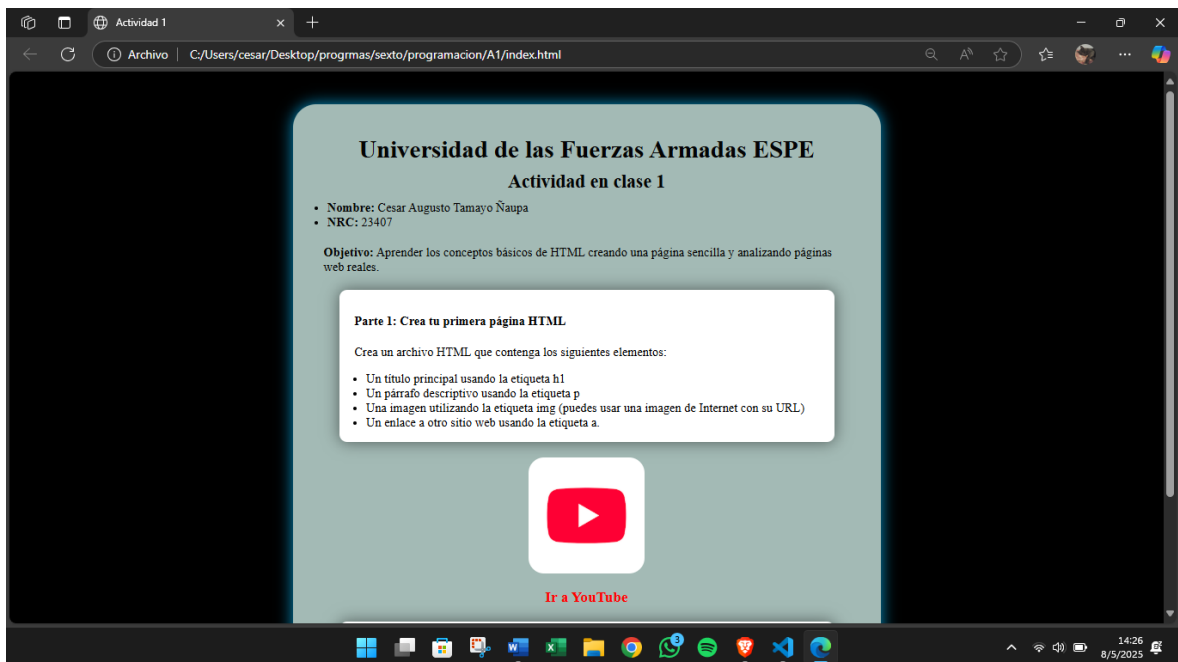 Actividad 1
Archivo | C:/Users/cesar/Desktop/progrmas/sexto/programacion/A1/index.html
Universidad de las Fuerzas Armadas ESPE
Actividad en clase 1
• Nombre: Cesar Augusto Tamayo Ñaupa
• NRC: 23407
Objetivo: Aprender los conceptos básicos de HTML creando una página sencilla y analizando páginas
web reales.
Parte 1: Crea tu primera página HTML
Crea un archivo HTML que contenga los siguientes elementos:
• Un título principal usando la etiqueta h1
• Un párrafo descriptivo usando la etiqueta p
• Una imagen utilizando la etiqueta img (puedes usar una imagen de Internet con su URL)
• Un enlace a otro sitio web usando la etiqueta a.
Ir a YouTube
3
14:26
8/5/2025